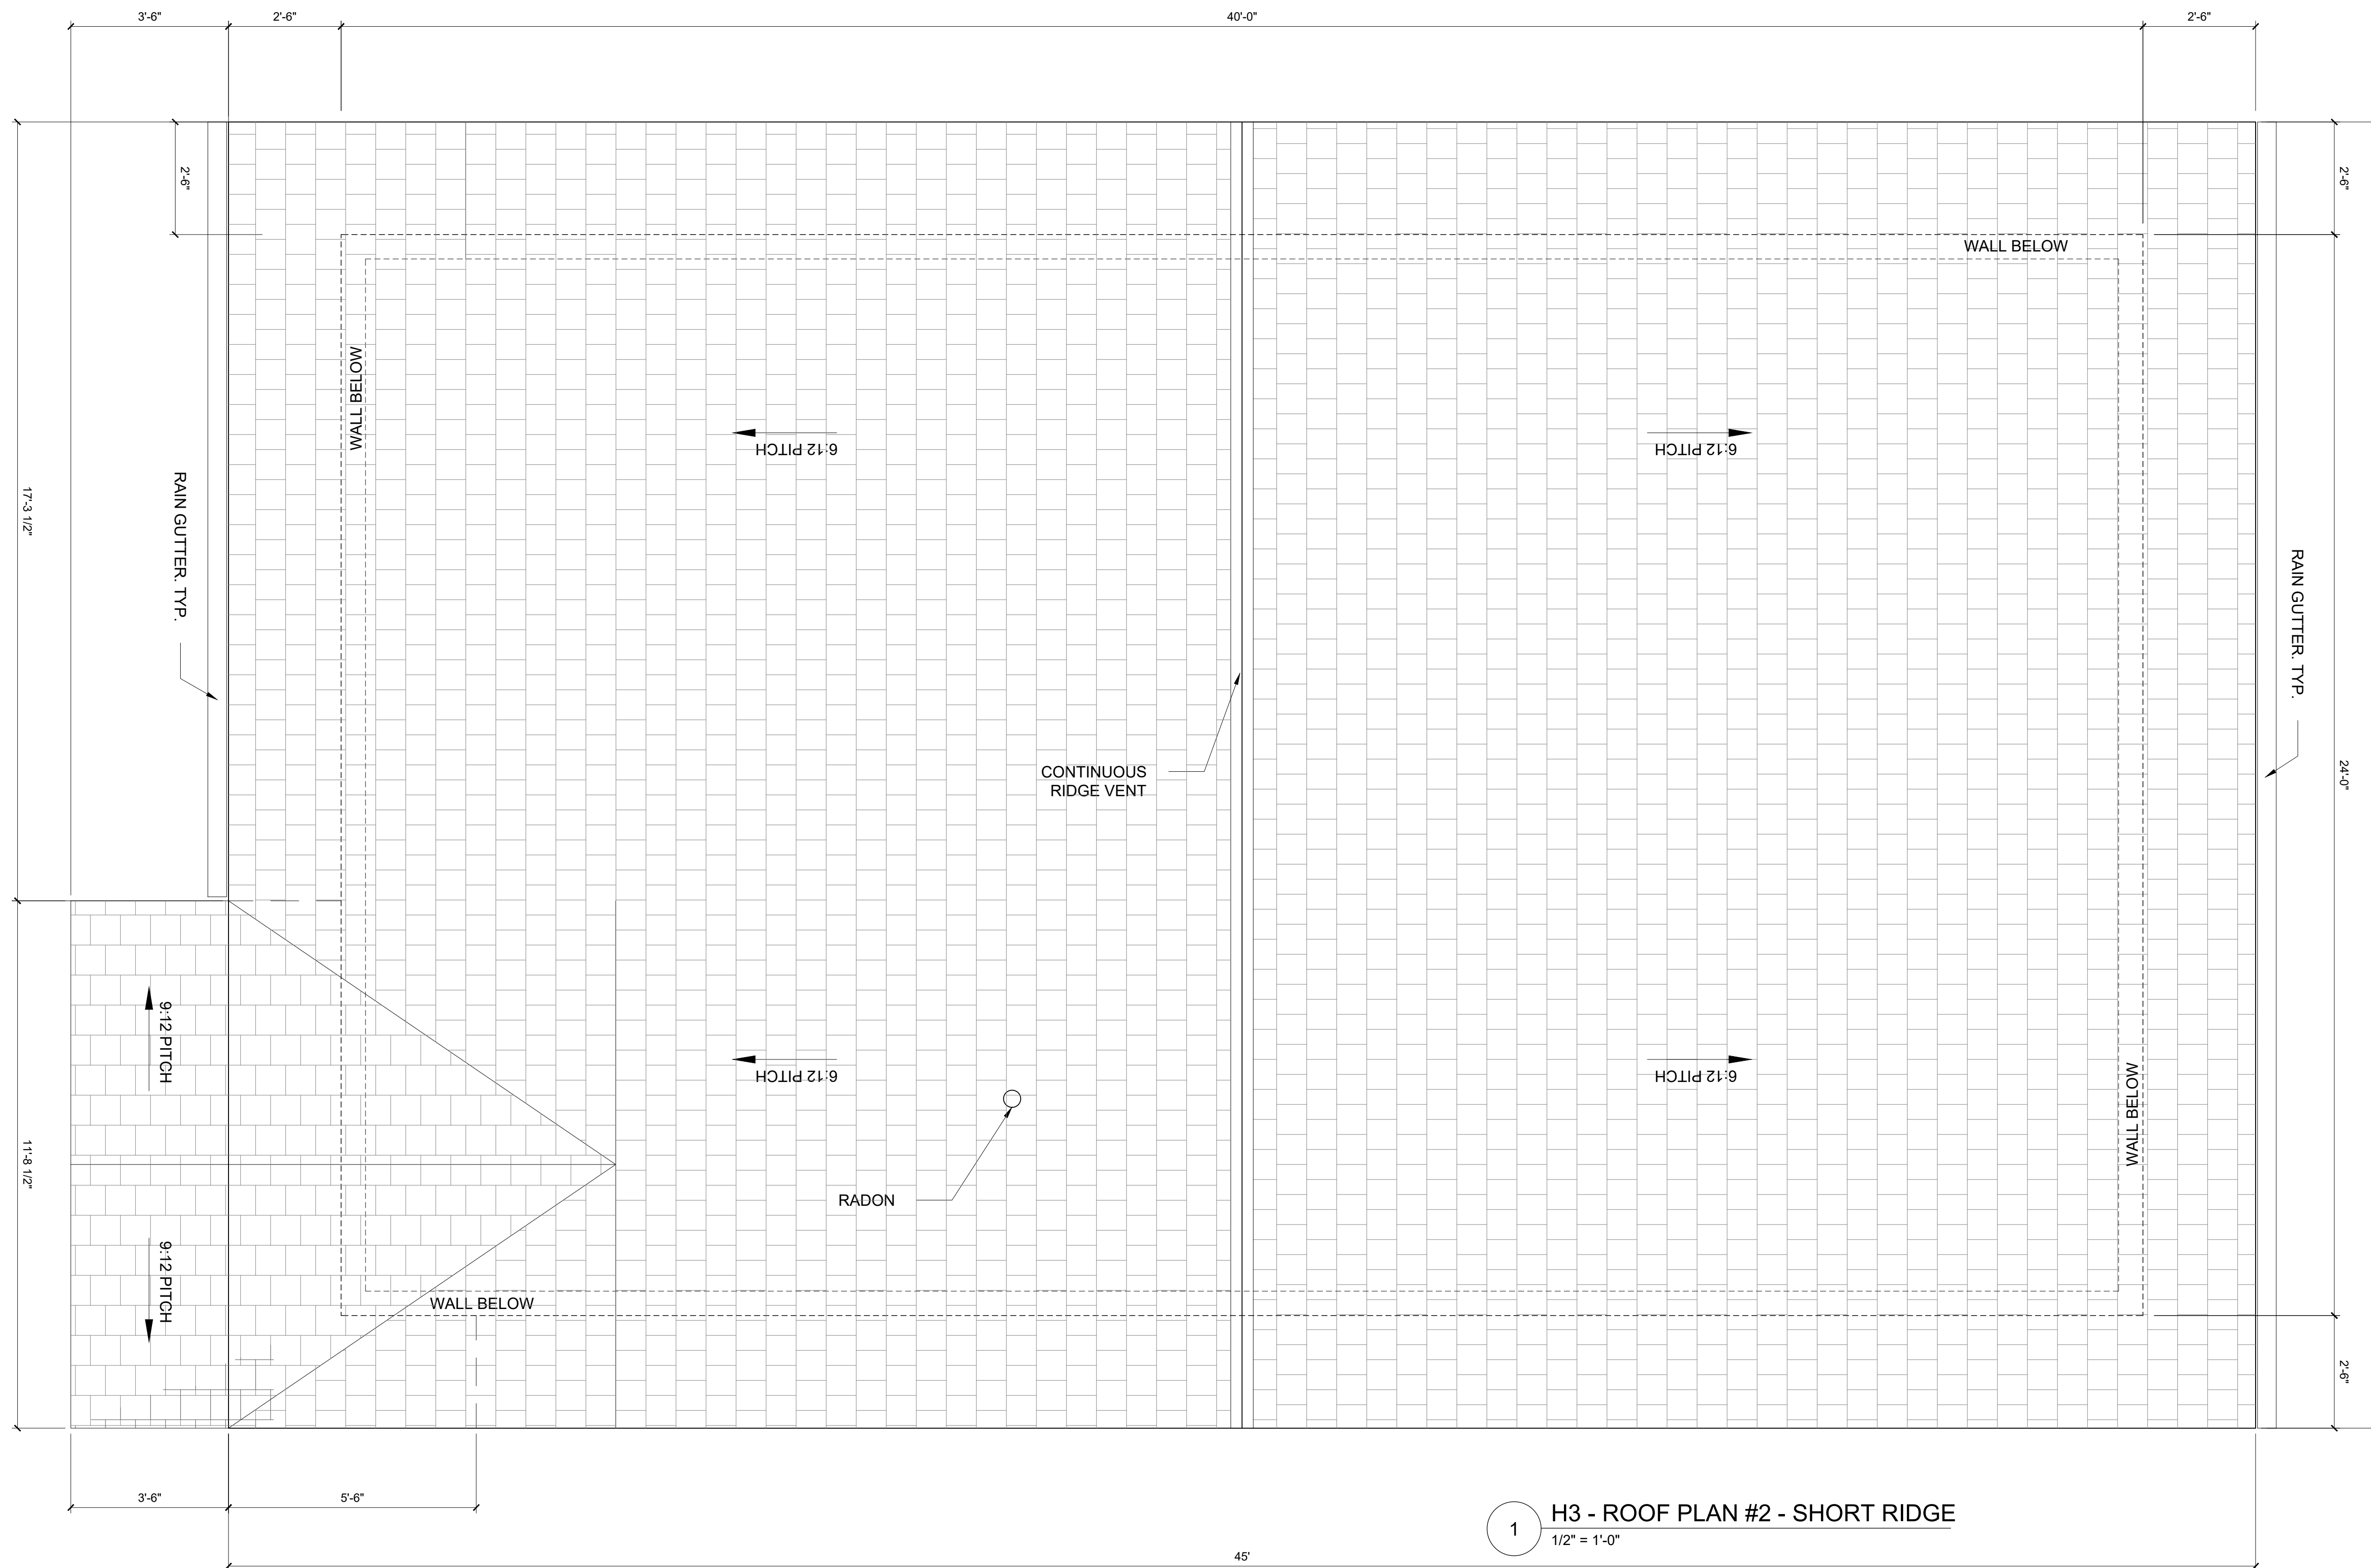 3'-6"
2'-6"
40'-0"
2'-6"
2'-6"
2'-6"
WALL BELOW
WALL BELOW
6:12 PITCH
6:12 PITCH
17'-3 1/2"
RAIN GUTTER. TYP.
RAIN GUTTER. TYP.
CONTINUOUS
RIDGE VENT
24'-0"
9:12 PITCH
6:12 PITCH
6:12 PITCH
WALL BELOW
11'-8 1/2"
RADON
9:12 PITCH
WALL BELOW
2'-6"
3'-6"
5'-6"
1
H3 - ROOF PLAN #2 - SHORT RIDGE
1/2" = 1'-0"
45'